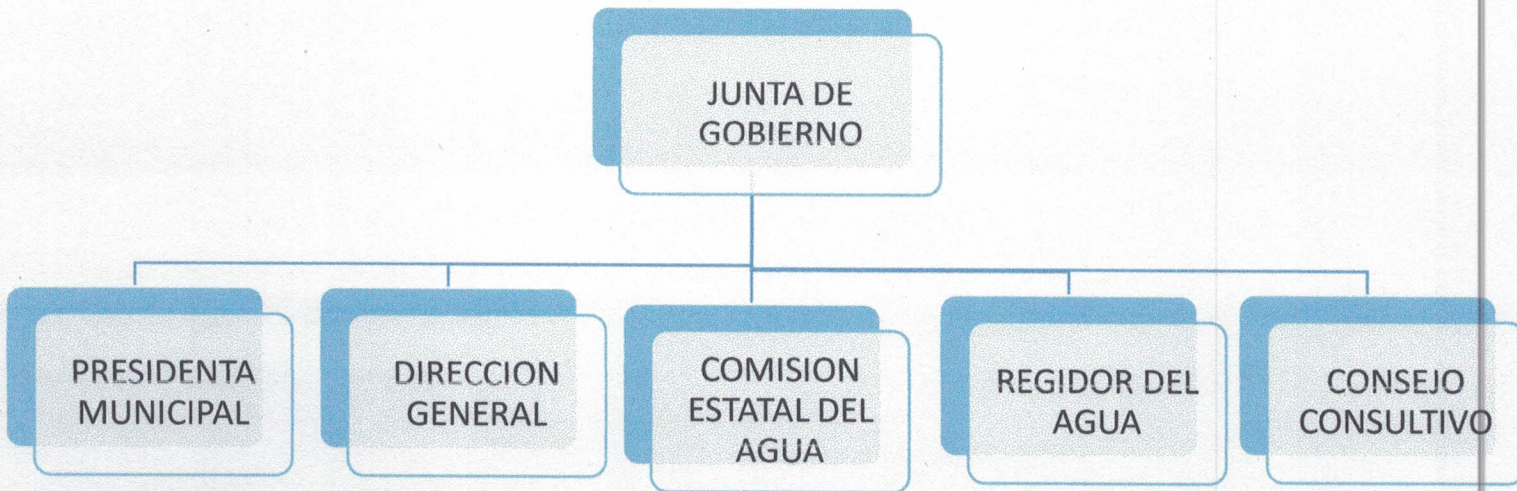 JUNTA DE
GOBIERNO
PRESIDENTA
MUNICIPAL
DIRECCION
GENERAL
COMISION
ESTATAL DEL
AGUA
REGIDOR DEL
AGUA
CONSEJO
CONSULTIVO